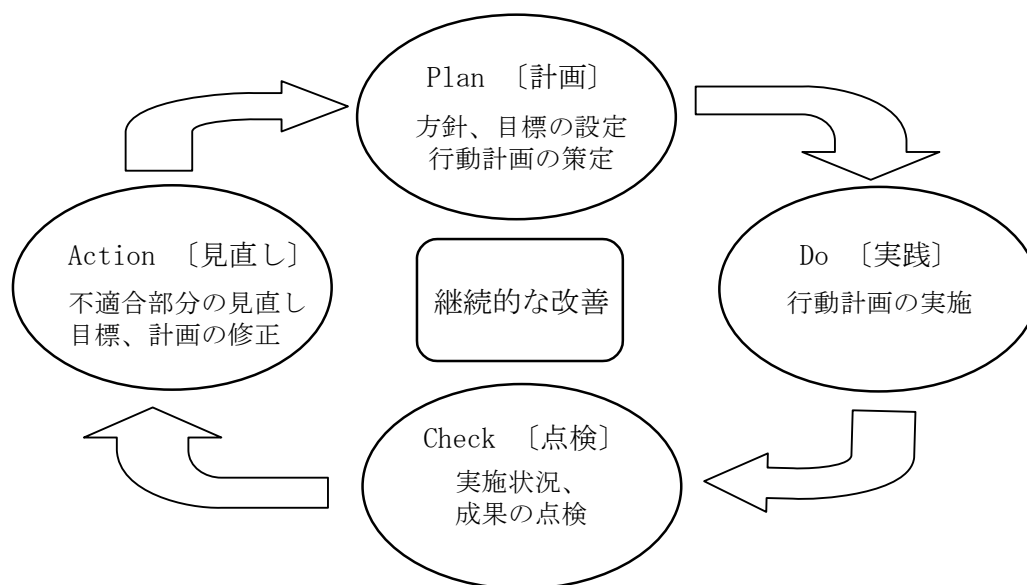 Plan 〔計画〕
方針、目標の設定
行動計画の策定
Do 〔実践〕
行動計画の実施
Check 〔点検〕
実施状況、
成果の点検
Action 〔見直し〕
不適合部分の見直し
目標、計画の修正
継続的な改善